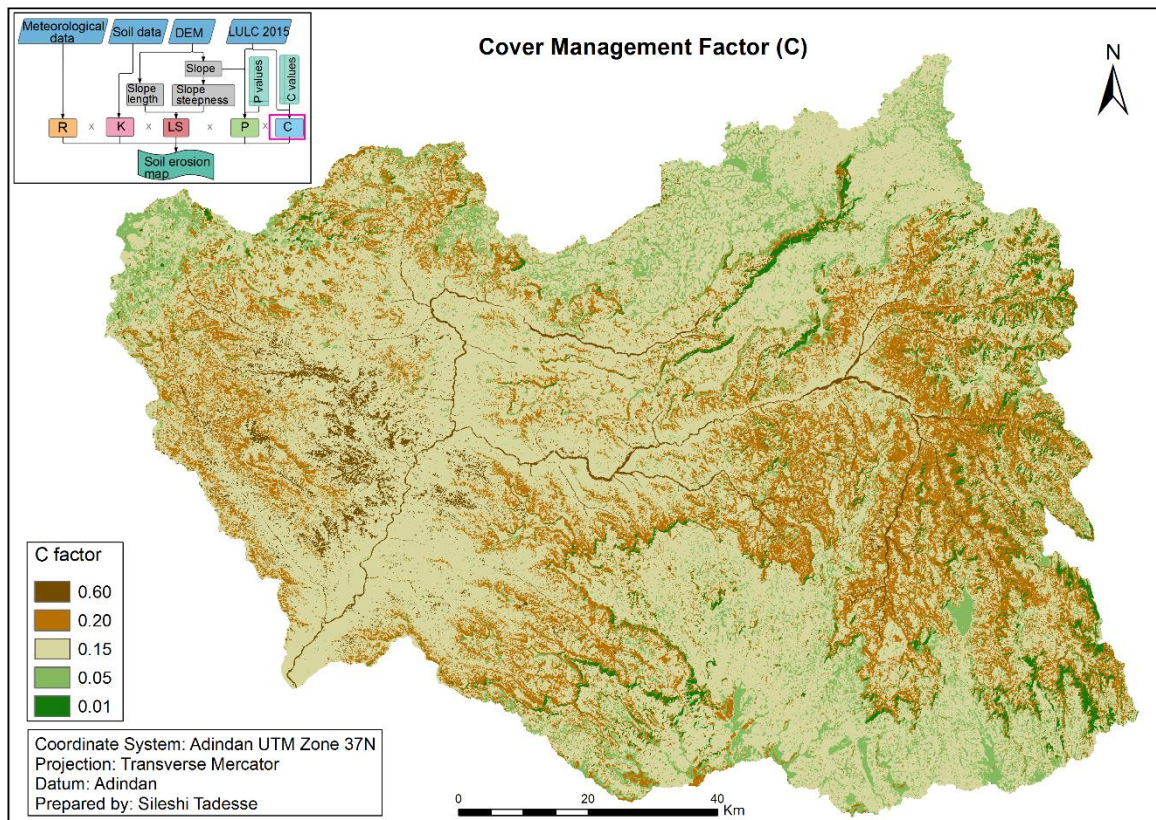 Cover Management Factor (C)
N
Meteorological data
Soil data
DEM
LULC 2015
Slope
Slope length
Slope steepness
P values
C values
R x K x LS x P x C
Soil erosion map
C factor
0.60
0.20
0.15
0.05
0.01
Coordinate System: Adindan UTM Zone 37N
Projection: Transverse Mercator
Datum: Adindan
Prepared by: Sileshi Tadesse
0 20 40
Km